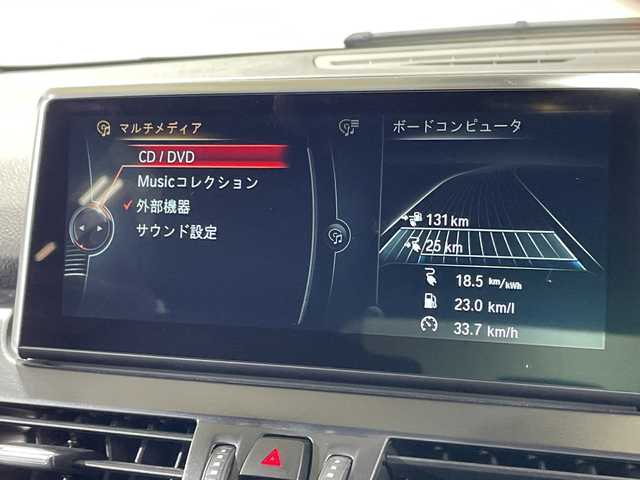 マルチメディア
CD / DVD
Musicコレクション
外部機器
サウンド設定
ボードコンピュータ
131 km
25 km
18.5 km/kWh
23.0 km/l
33.7 km/h